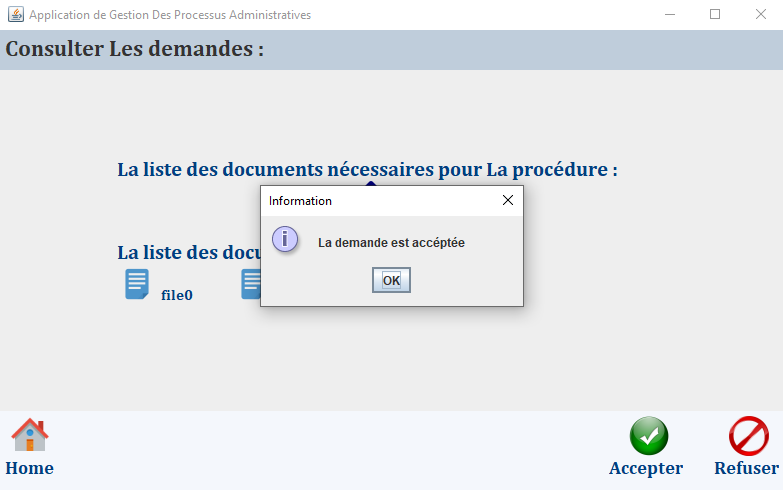 Application de Gestion Des Processus Administratives
Consulter Les demandes :
La liste des documents nécessaires pour La procédure :
Information
La demande est accéptée
OK
La liste des docu
file0
Home
Accepter
Refuser